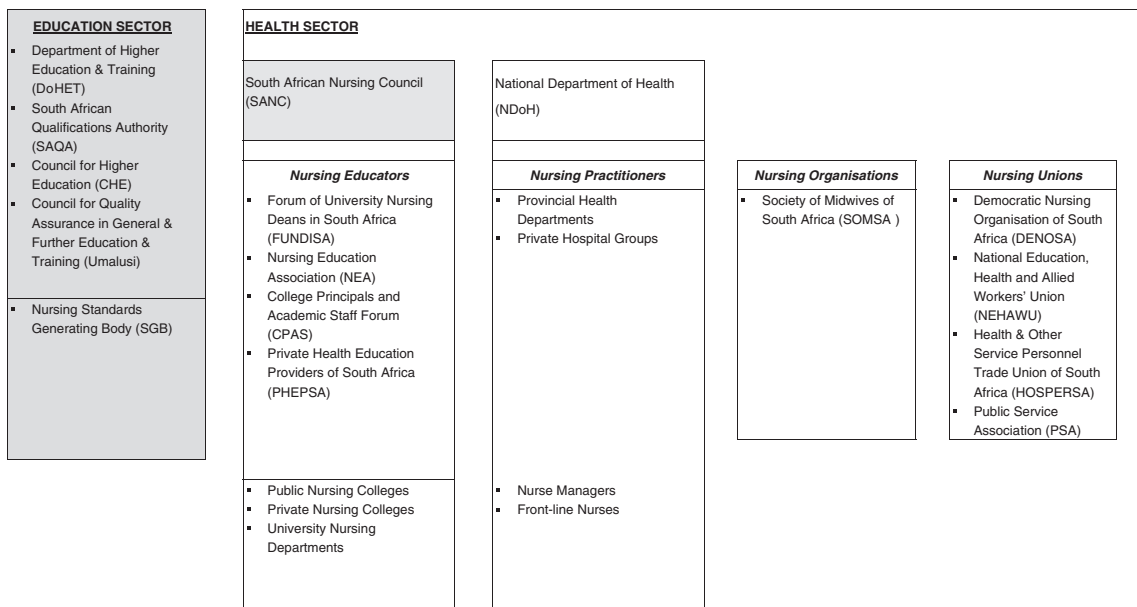 EDUCATION SECTOR
▪ Department of Higher
Education & Training
(DoHET)
▪ South African
Qualifications Authority
(SAQA)
▪ Council for Higher
Education (CHE)
▪ Council for Quality
Assurance in General &
Further Education &
Training (Umalusi)
▪ Nursing Standards
Generating Body (SGB)
HEALTH SECTOR
South African Nursing Council
(SANC)
Nursing Educators
▪ Forum of University Nursing
Deans in South Africa
(FUNDISA)
▪ Nursing Education
Association (NEA)
▪ College Principals and
Academic Staff Forum
(CPAS)
▪ Private Health Education
Providers of South Africa
(PHEPSA)
▪ Public Nursing Colleges
▪ Private Nursing Colleges
▪ University Nursing
Departments
National Department of Health
(NDoH)
Nursing Practitioners
▪ Provincial Health
Departments
▪ Private Hospital Groups
▪ Nurse Managers
▪ Front-line Nurses
Nursing Organisations
▪ Society of Midwives of
South Africa (SOMSA )
Nursing Unions
▪ Democratic Nursing
Organisation of South
Africa (DENOSA)
▪ National Education,
Health and Allied
Workers' Union
(NEHAWU)
▪ Health & Other
Service Personnel
Trade Union of South
Africa (HOSPERSA)
▪ Public Service
Association (PSA)